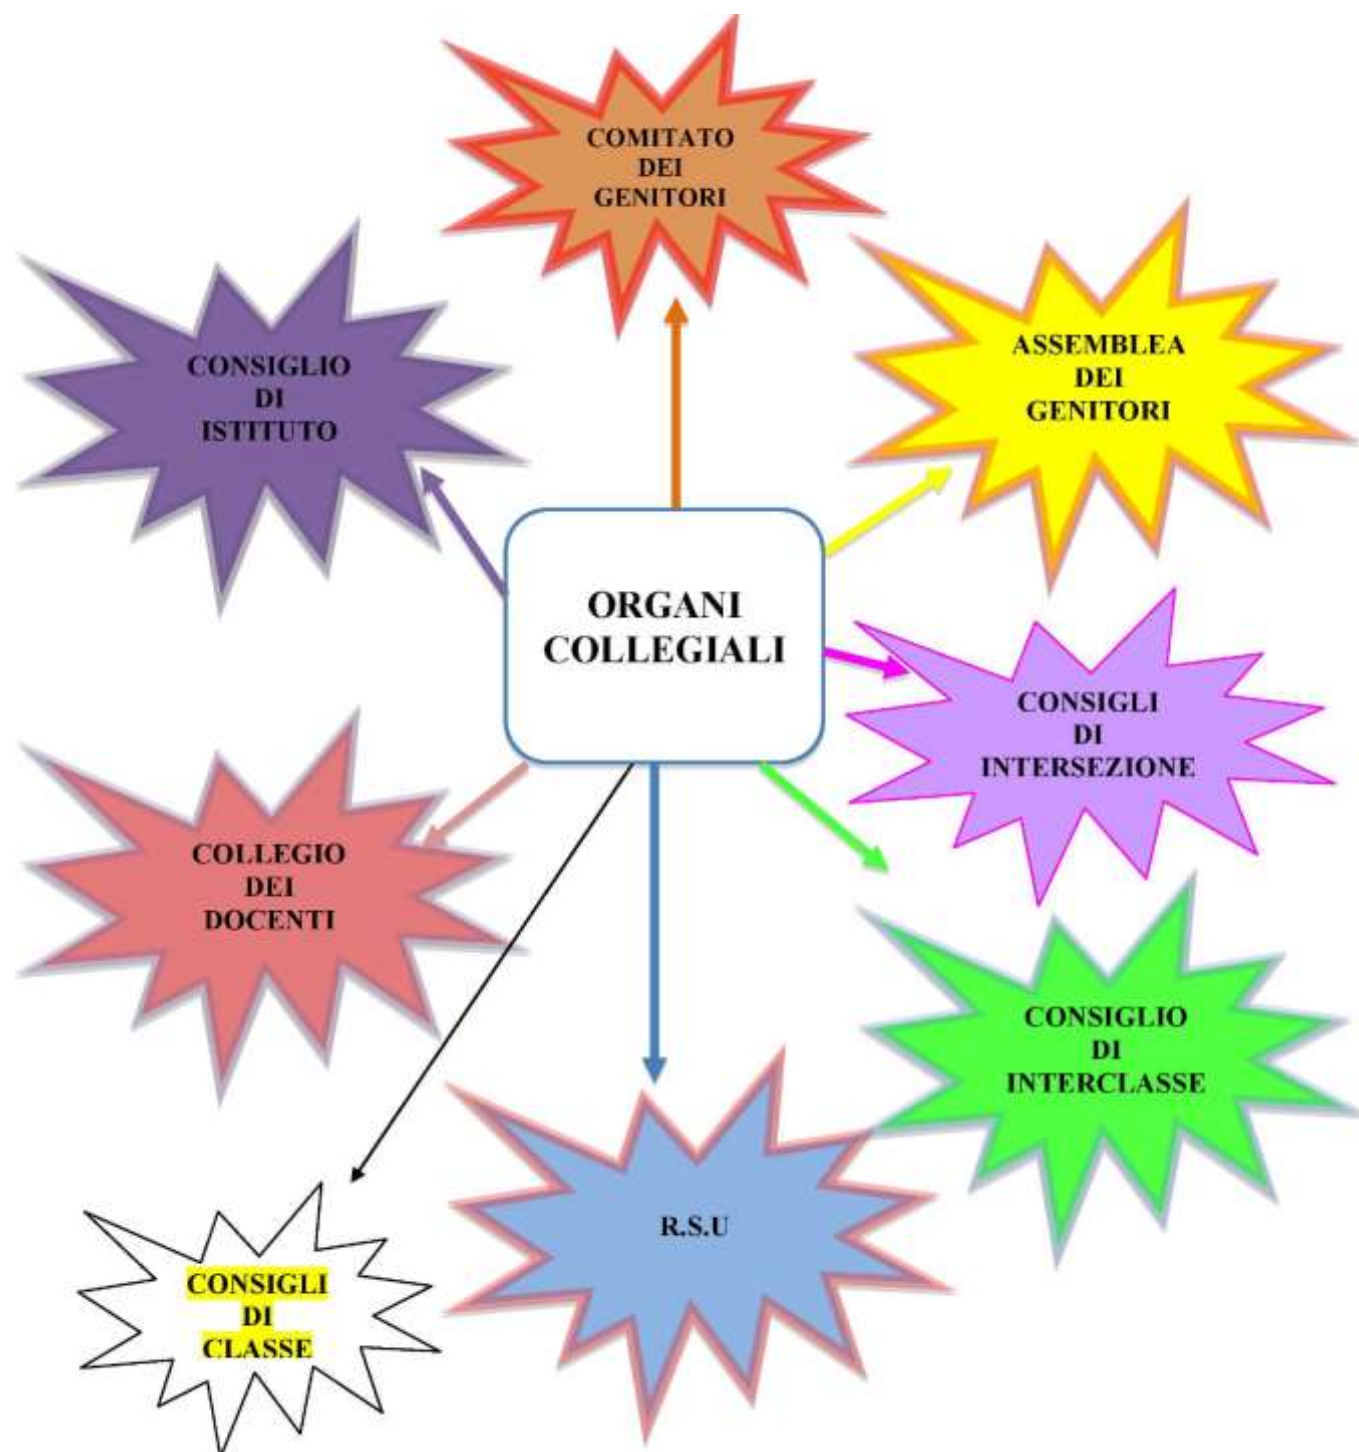 COMITATO
DEI
GENITORI
CONSIGLIO
DI
ISTITUTO
ASSEMBLEA
DEI
GENITORI
ORGANI
COLLEGIALI
CONSIGLI
DI
INTERSEZIONE
COLLEGIO
DEI
DOCENTI
CONSIGLIO
DI
INTERCLASSE
R.S.U
CONSIGLI
DI
CLASSE